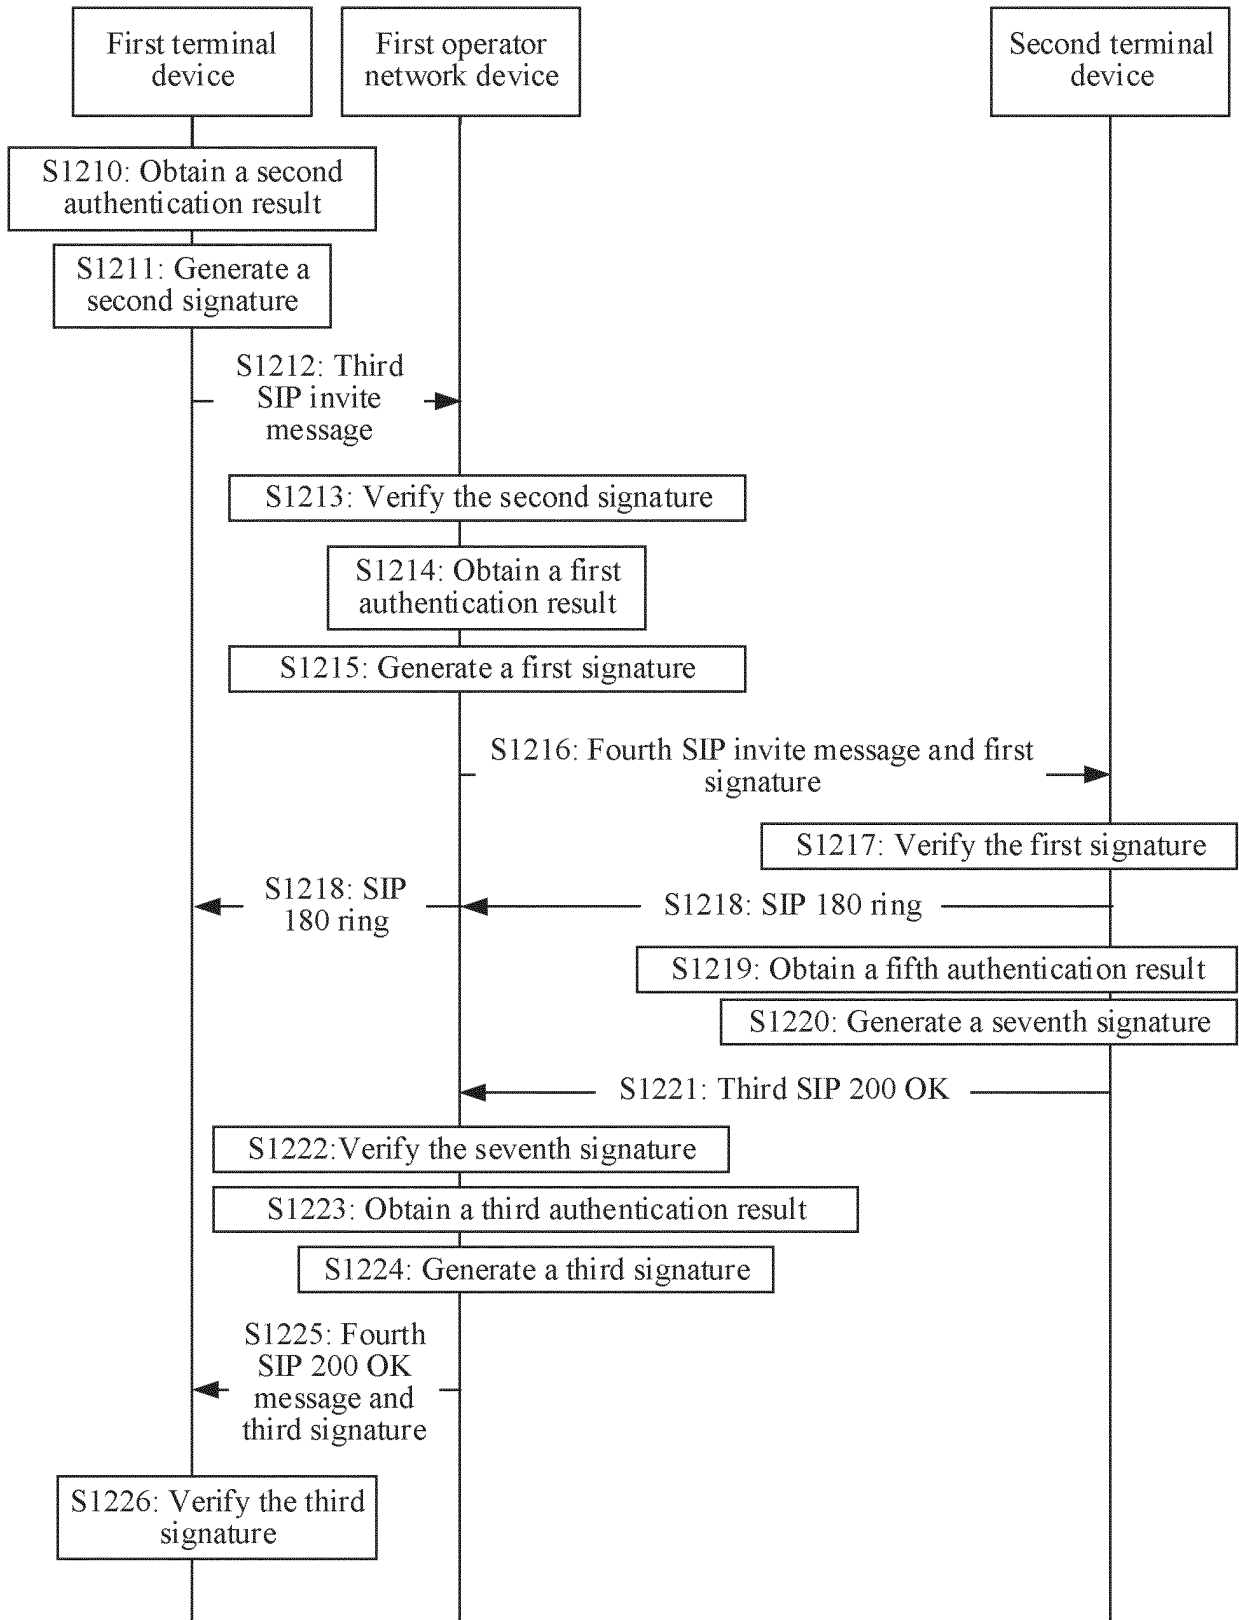 First terminal
device
First operator
network device
Second terminal
device
S1210: Obtain a second
authentication result
S1211: Generate a
second signature
S1212: Third
SIP invite
message
S1213: Verify the second signature
S1214: Obtain a first
authentication result
S1215: Generate a first signature
S1216: Fourth SIP invite message and first
signature
S1217: Verify the first signature
S1218: SIP
180 ring
S1218: SIP 180 ring
S1219: Obtain a fifth authentication result
S1220: Generate a seventh signature
S1221: Third SIP 200 OK
S1222:Verify the seventh signature
S1223: Obtain a third authentication result
S1224: Generate a third signature
S1225: Fourth
SIP 200 OK
message and
third signature
S1226: Verify the third
signature